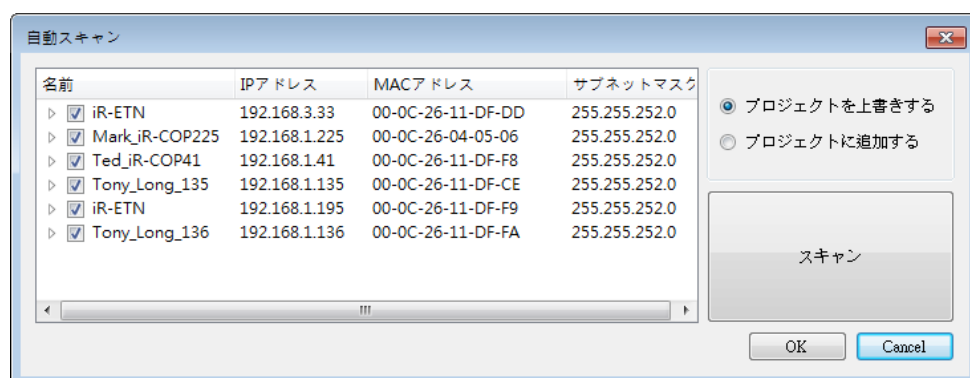 自動スキャン
名前 IPアドレス MACアドレス サブネットマスク
iR-ETN 192.168.3.33 00-0C-26-11-DF-DD 255.255.252.0
Mark_iR-COP225 192.168.1.225 00-0C-26-04-05-06 255.255.252.0
Ted_iR-COP41 192.168.1.41 00-0C-26-11-DF-F8 255.255.252.0
Tony_Long_135 192.168.1.135 00-0C-26-11-DF-CE 255.255.252.0
iR-ETN 192.168.1.195 00-0C-26-11-DF-F9 255.255.252.0
Tony_Long_136 192.168.1.136 00-0C-26-11-DF-FA 255.255.252.0
プロジェクトを上書きする
プロジェクトに追加する
スキャン
OK Cancel